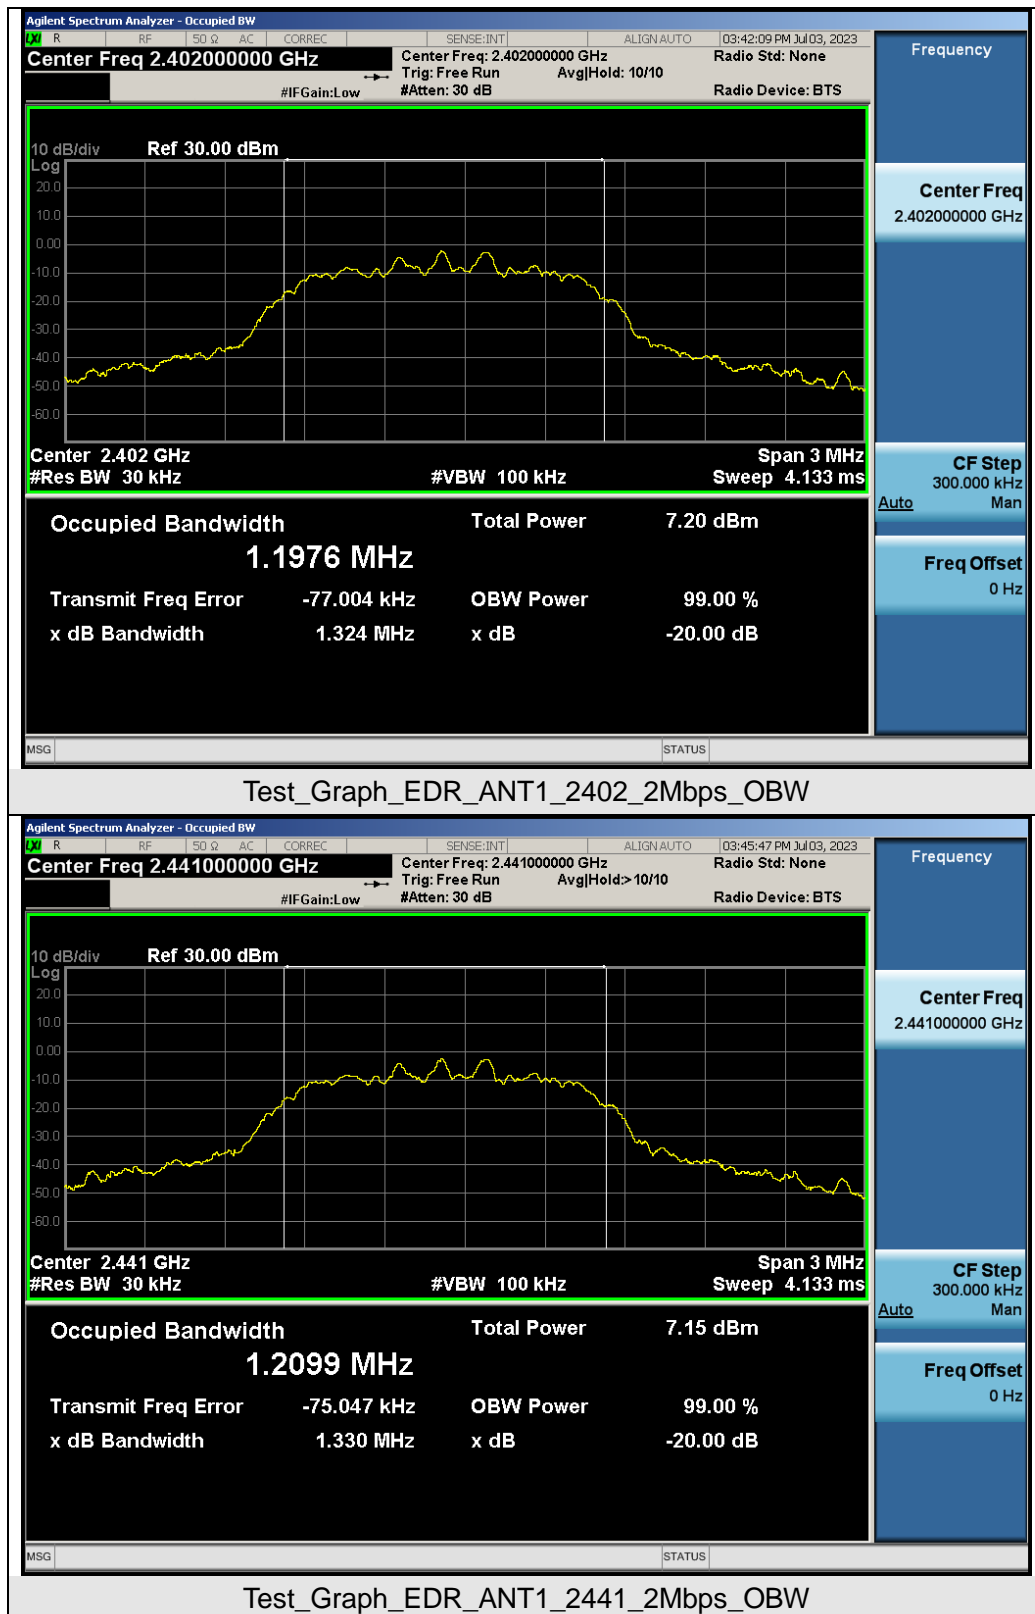 Agilent Spectrum Analyzer - Occupied BW
LXI R RF 50 Ω AC CORREC SENSE:INT ALIGN AUTO 03:42:09 PM Jul 03, 2023
Center Freq 2.402000000 GHz Center Freq: 2.402000000 GHz Radio Std: None Frequency
Trig: Free Run Avg|Hold: 10/10
#IFGain:Low #Atten: 30 dB Radio Device: BTS
10 dB/div Ref 30.00 dBm
Log
20.0
10.0
0.00
-10.0
-20.0
-30.0
-40.0
-50.0
-60.0
Center 2.402 GHz Span 3 MHz
#Res BW 30 kHz #VBW 100 kHz Sweep 4.133 ms
Center Freq
2.402000000 GHz
CF Step
300.000 kHz
Auto Man
Freq Offset
0 Hz
Occupied Bandwidth Total Power 7.20 dBm
1.1976 MHz
Transmit Freq Error -77.004 kHz OBW Power 99.00 %
x dB Bandwidth 1.324 MHz x dB -20.00 dB
MSG STATUS
Test_Graph_EDR_ANT1_2402_2Mbps_OBW
Agilent Spectrum Analyzer - Occupied BW
LXI R RF 50 Ω AC CORREC SENSE:INT ALIGN AUTO 03:45:47 PM Jul 03, 2023
Center Freq 2.441000000 GHz Center Freq: 2.441000000 GHz Radio Std: None Frequency
Trig: Free Run Avg|Hold:>10/10
#IFGain:Low #Atten: 30 dB Radio Device: BTS
10 dB/div Ref 30.00 dBm
Log
20.0
10.0
0.00
-10.0
-20.0
-30.0
-40.0
-50.0
-60.0
Center 2.441 GHz Span 3 MHz
#Res BW 30 kHz #VBW 100 kHz Sweep 4.133 ms
Center Freq
2.441000000 GHz
CF Step
300.000 kHz
Auto Man
Freq Offset
0 Hz
Occupied Bandwidth Total Power 7.15 dBm
1.2099 MHz
Transmit Freq Error -75.047 kHz OBW Power 99.00 %
x dB Bandwidth 1.330 MHz x dB -20.00 dB
MSG STATUS
Test_Graph_EDR_ANT1_2441_2Mbps_OBW